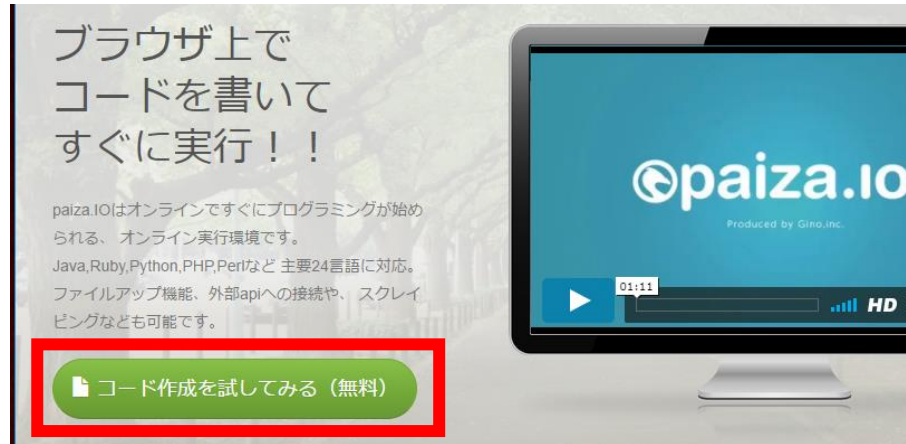 ブラウザ上で
コードを書いて
すぐに実行！！
paiza.IOはオンラインですぐにプログラミングが始め
られる、 オンライン実行環境です。
Java,Ruby,Python,PHP,Perlなど 主要24言語に対応。
ファイルアップ機能、外部apiへの接続や、 スクレイ
ピングなども可能です。
コード作成を試してみる（無料）
paiza.IO
Produced by Gino,inc.
01:11
HD